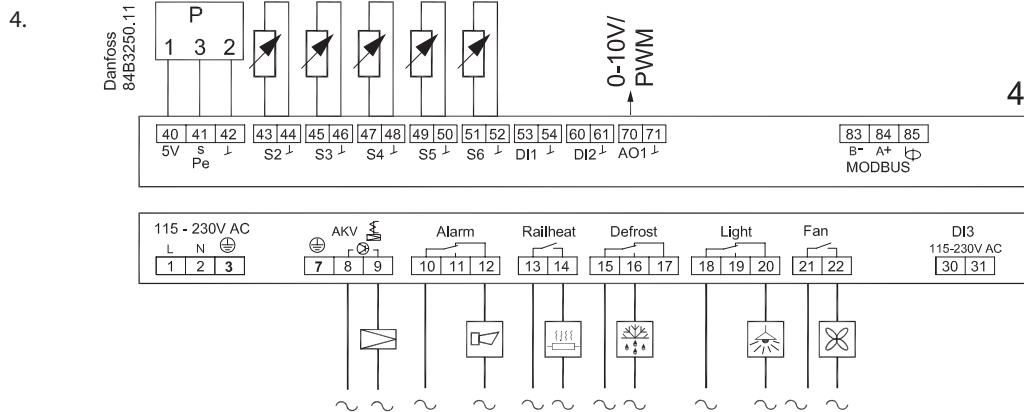 4.
Danfoss
84B3250.11
P
1 3 2
0-10V/
PWM
4
40 41 42 43 44 45 46 47 48 49 50 51 52 53 54 60 61 70 71 83 84 85
5V s S2 ⊥ S3 ⊥ S4 ⊥ S5 ⊥ S6 ⊥ DI1 ⊥ DI2 ⊥ AO1 ⊥ B- A+
Pe MODBUS
115 - 230V AC AKV Alarm Railheat Defrost Light Fan DI3
L N 115-230V AC
1 2 3 7 8 9 10 11 12 13 14 15 16 17 18 19 20 21 22 30 31